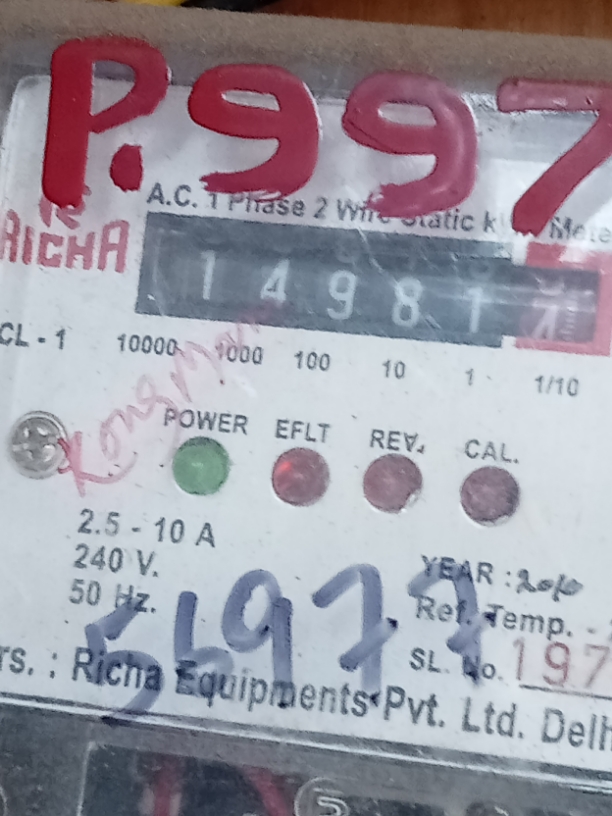 P.997
A.C. 1 Phase 2 Wire Static k Mete
RICHA
1 4 9 8 1
CL - 1 10000 1000 100 10 1 1/10
POWER EFLT REV. CAL.
2.5 - 10 A
240 V.
50 Hz.
YEAR : 2010
Ref. Temp. -
SL. No. 197
rs. : Richa Equipments Pvt. Ltd. Delh